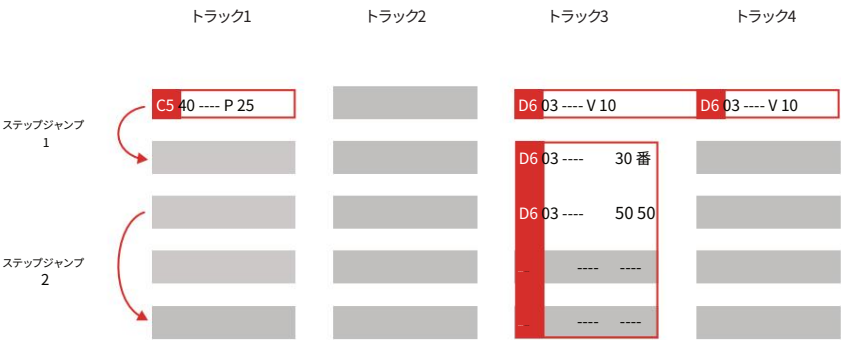 トラック1 トラック2 トラック3 トラック4
C5 40 ---- P 25
D6 03 ---- V 10
D6 03 ---- V 10
ステップジャンプ
1
D6 03 ---- 30 番
D6 03 ---- 50 50
ステップジャンプ
2
-- ---- ----
-- ---- ----